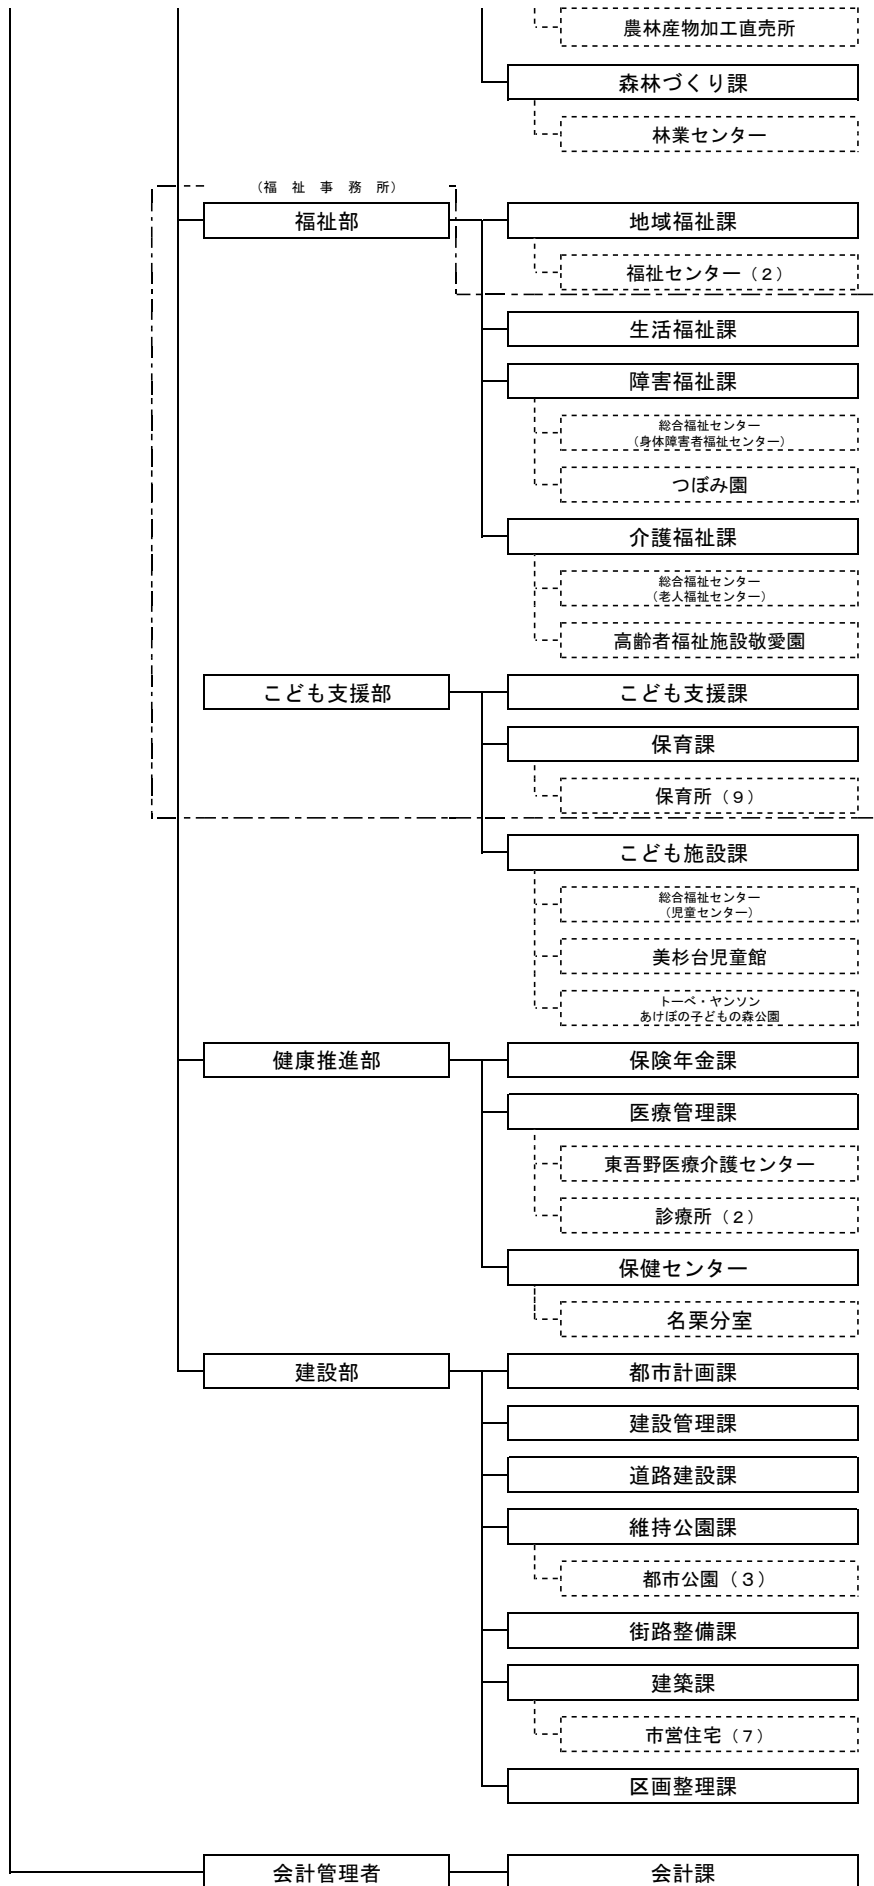 農林産物加工直売所
森林づくり課
林業センター
（福　祉　事　務　所）
福祉部
地域福祉課
福祉センター（２）
生活福祉課
障害福祉課
総合福祉センター
（身体障害者福祉センター）
つぼみ園
介護福祉課
総合福祉センター
（老人福祉センター）
高齢者福祉施設敬愛園
こども支援部
こども支援課
保育課
保育所（９）
こども施設課
総合福祉センター
（児童センター）
美杉台児童館
トーベ・ヤンソン
あけぼの子どもの森公園
健康推進部
保険年金課
医療管理課
東吾野医療介護センター
診療所（２）
保健センター
名栗分室
建設部
都市計画課
建設管理課
道路建設課
維持公園課
都市公園（３）
街路整備課
建築課
市営住宅（７）
区画整理課
会計管理者
会計課